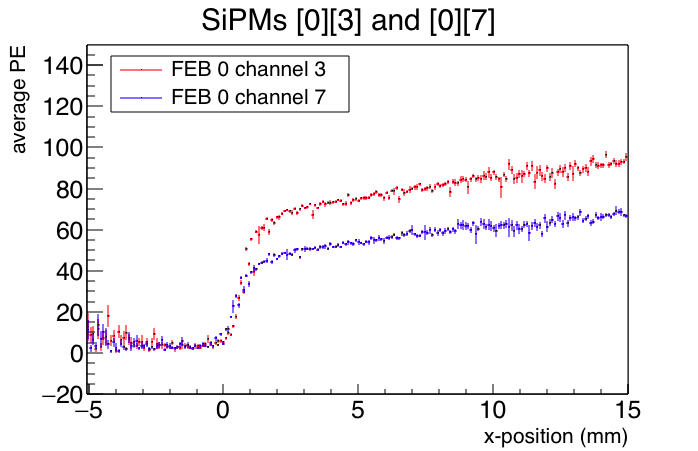 SiPMs [0][3] and [0][7]
average PE
FEB 0 channel 3
FEB 0 channel 7
140
120
100
80
60
40
20
0
−20
−5
0
5
10
15
x-position (mm)